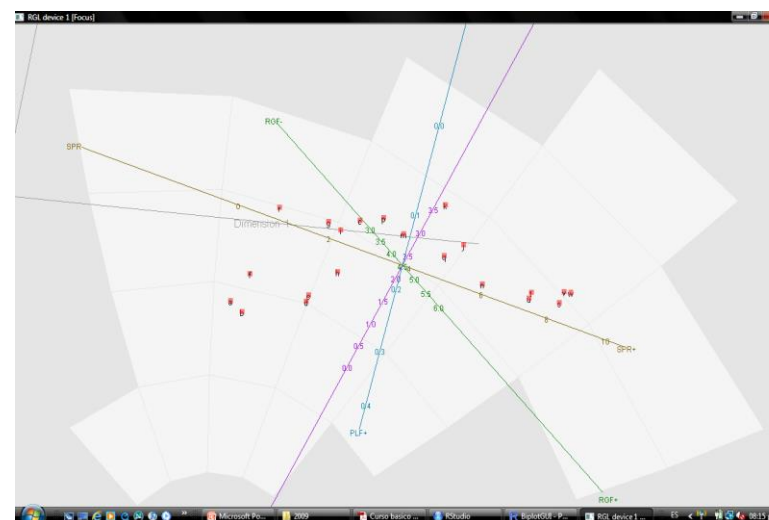 RGL device 1 [Focus]
0.0
RGF-
SPR
0
3.5
0.1
Dimension 1
2
3.0
3.0
3.5
2.5
4.0
2.0
5.0
0.2
1.5
5.5
6
6.0
1.0
8
0.5
0.3
10
SPR+
0.0
0.4
PLF+
RGF+
Microsoft Po...
2009
Curso basico ...
RStudio
BiplotGUI - P...
RGL device 1 ...
ES
08:15